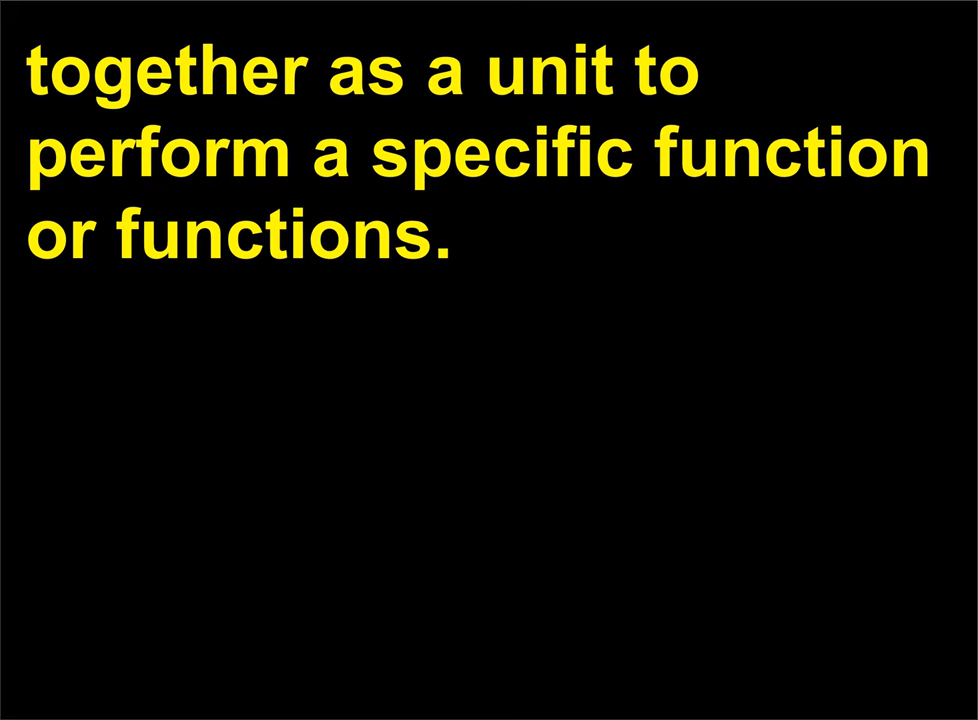 together as a unit to
perform a specific function
or functions.